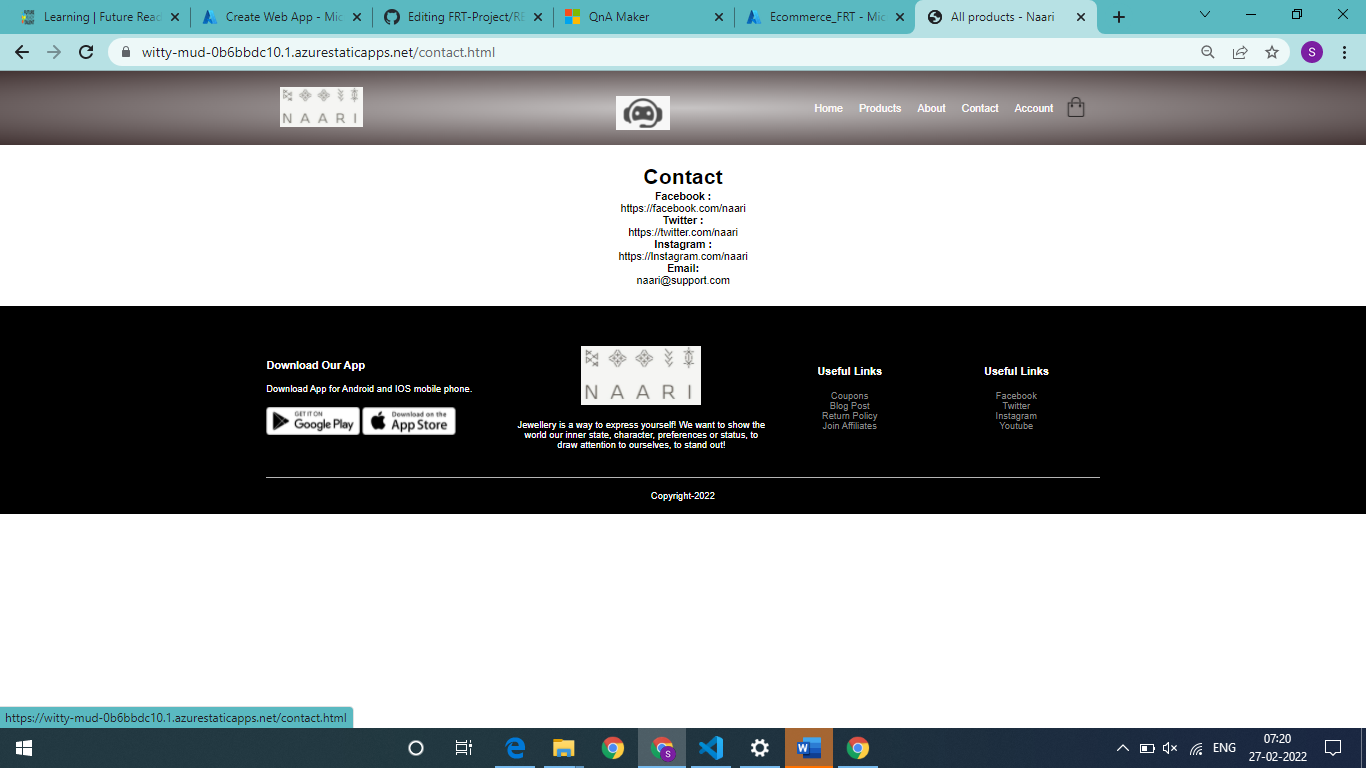 Learning | Future Read
Create Web App - Mic
Editing FRT-Project/RE
QnA Maker
Ecommerce_FRT - Mic
All products - Naari
witty-mud-0b6bbdc10.1.azurestaticapps.net/contact.html
S
NAARI
Home Products About Contact Account
Contact
Facebook :
https://facebook.com/naari
Twitter :
https://twitter.com/naari
Instagram :
https://Instagram.com/naari
Email:
naari@support.com
Download Our App
Download App for Android and IOS mobile phone.
GET IT ON
Google Play
Download on the
App Store
NAARI
Jewellery is a way to express yourself! We want to show the
world our inner state, character, preferences or status, to
draw attention to ourselves, to stand out!
Useful Links
Coupons
Blog Post
Return Policy
Join Affiliates
Useful Links
Facebook
Twitter
Instagram
Youtube
Copyright-2022
https://witty-mud-0b6bbdc10.1.azurestaticapps.net/contact.html
S
W
ENG
07:20
27-02-2022